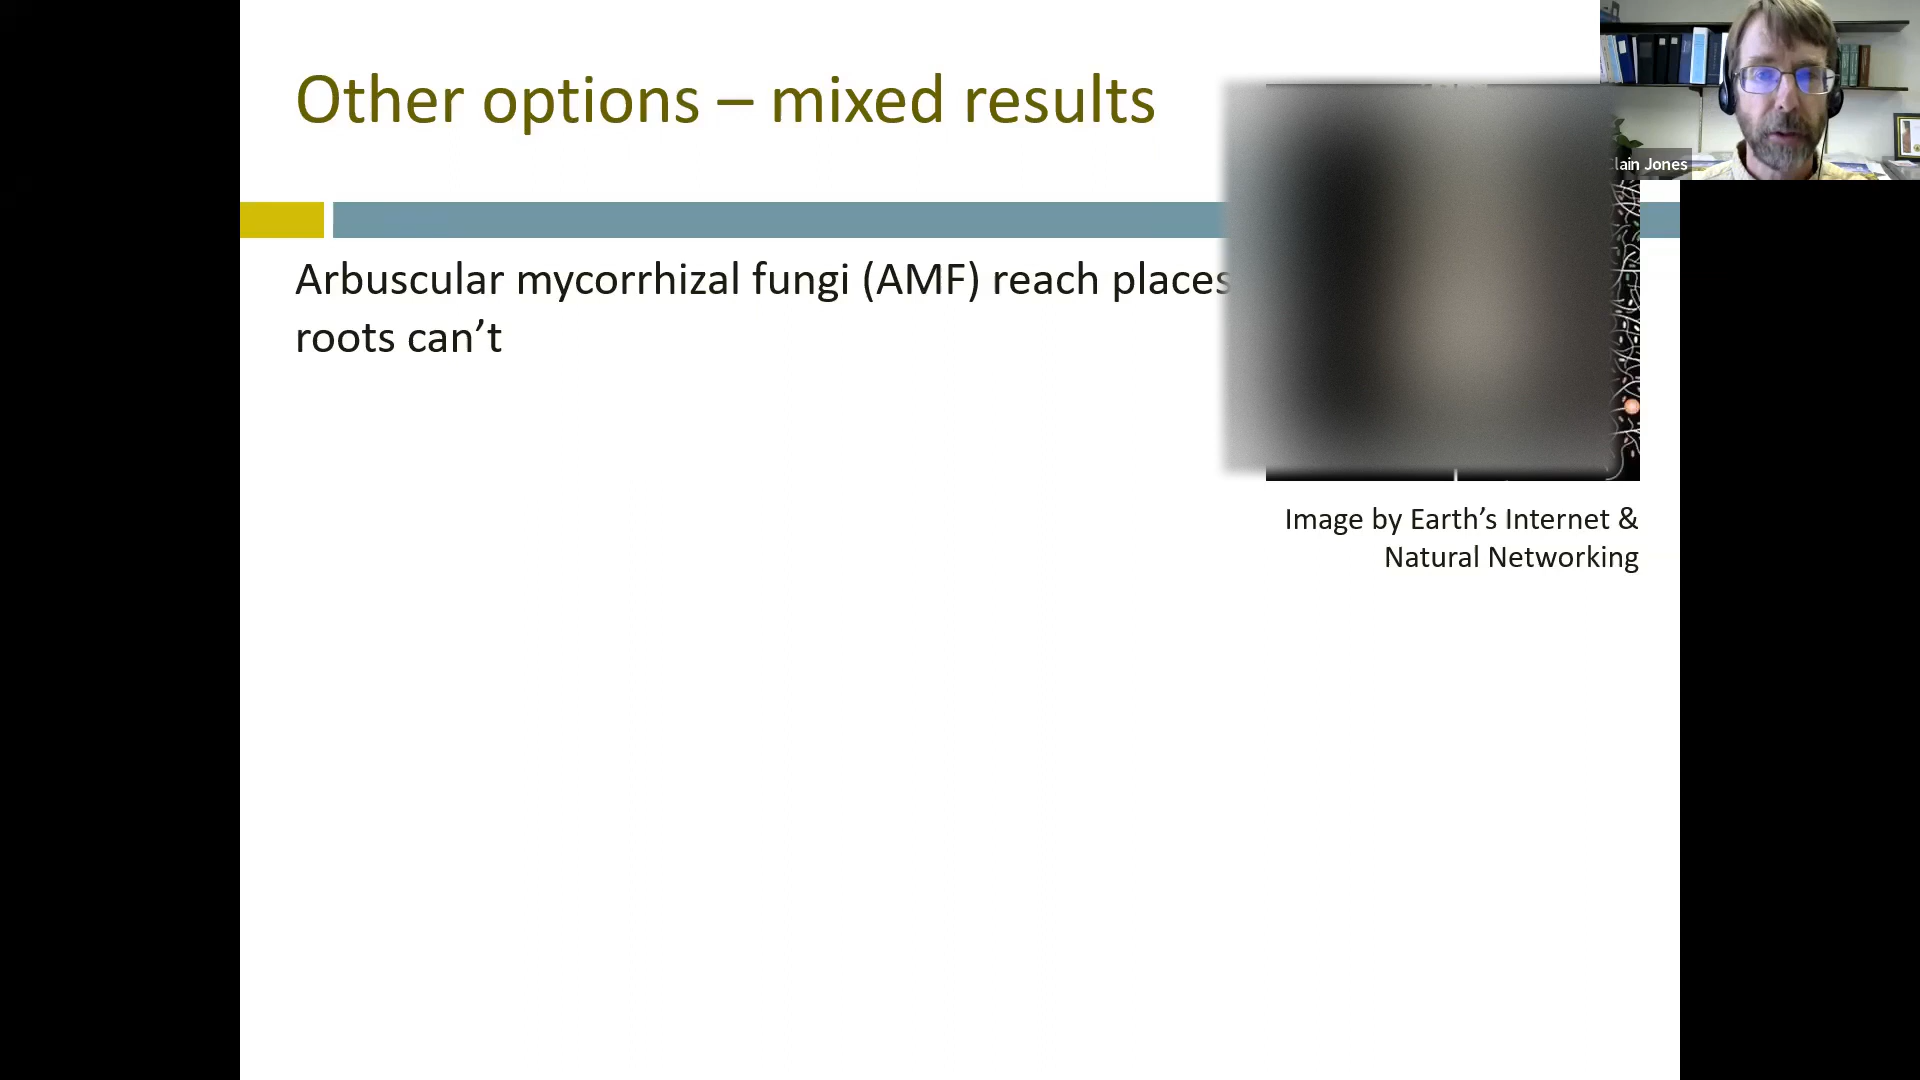 Other options – mixed results
lain Jones
Arbuscular mycorrhizal fungi (AMF) reach places
roots can’t
Image by Earth’s Internet &
Natural Networking